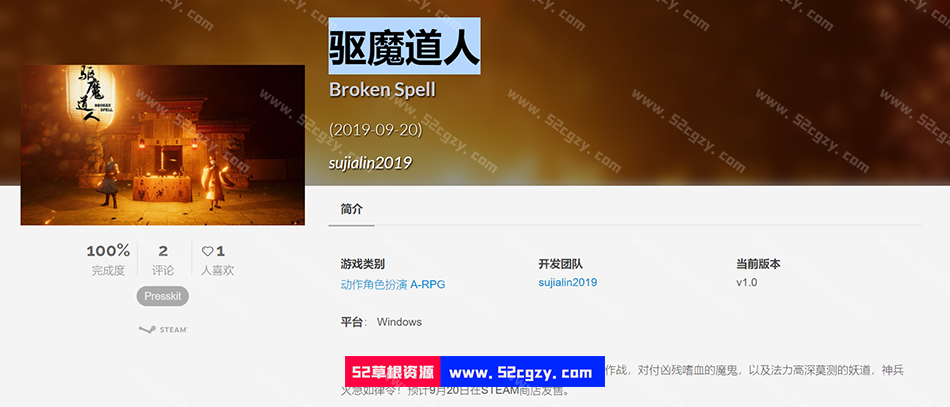 驱魔道人
Broken Spell
(2019-09-20)
sujialin2019
驱魔道人
BROKEN SPELL
100%
完成度
2
评论
1
人喜欢
Presskit
STEAM
简介
游戏类别
动作角色扮演 A-RPG
开发团队
sujialin2019
当前版本
v1.0
平台: Windows
52草根资源 www.52cgzy.com
作战，对付凶残嗜血的魔鬼，以及法力高深莫测的妖道，神兵
火急如律令！预计9月20日在STEAM商店发售。
www.52cgzy.com